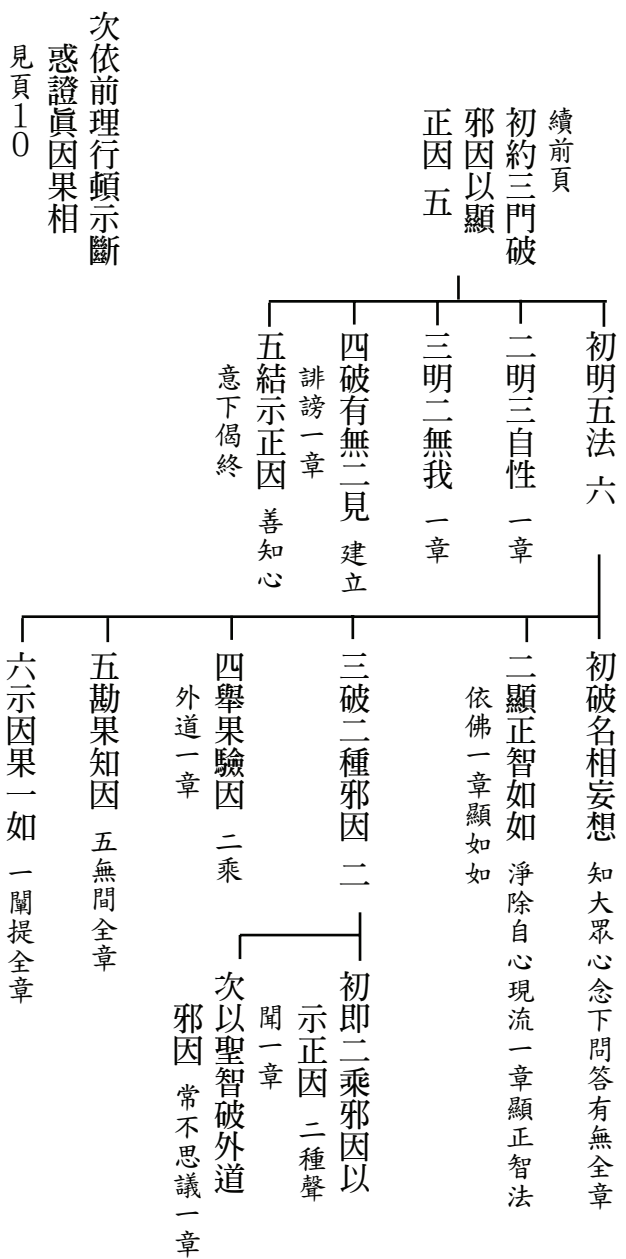 續前頁
初約三門破
邪因以顯
正因 五
初明五法 六
二明三自性 一章
三明二無我 一章
四破有無二見 建立
誹謗一章
五結示正因 善知心
意下偈終
初破名相妄想 知大眾心念下問答有無全章
二顯正智如如 淨除自心現流一章顯正智法
依佛一章顯如如
三破二種邪因 二
初即二乘邪因以
示正因 二種聲
聞一章
次以聖智破外道
邪因 常不思議一章
四舉果驗因 二乘
外道一章
五勘果知因 五無間全章
六示因果一如 一闡提全章
次依前理行頓示斷
惑證眞因果相
見頁10